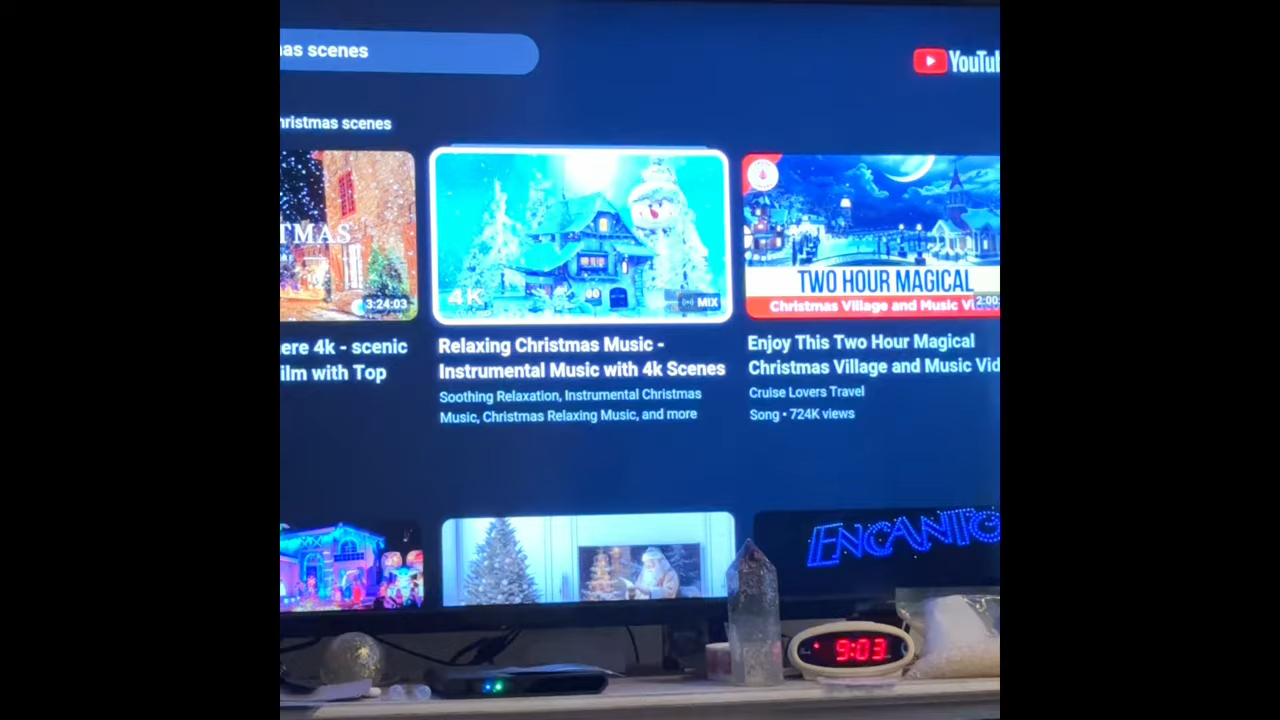 as scenes
YouTu
hristmas scenes
TMAS
3:24:03
4K
MIX
TWO HOUR MAGICAL
Christmas Village and Music Vi
2:00:
ere 4k - scenic
ilm with Top
Relaxing Christmas Music -
Instrumental Music with 4k Scenes
Soothing Relaxation, Instrumental Christmas
Music, Christmas Relaxing Music, and more
Enjoy This Two Hour Magical
Christmas Village and Music Vid
Cruise Lovers Travel
Song • 724K views
ENCANTO
9:03